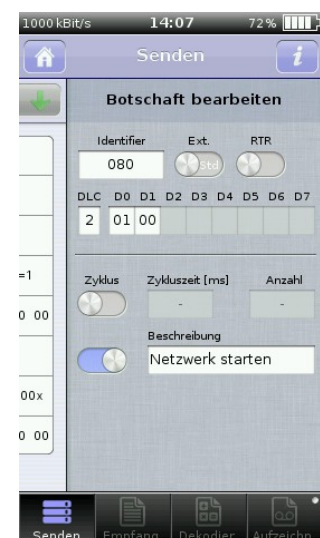 1000 kBit/s 14:07 72 %
Senden
i
Botschaft bearbeiten
Identifier Ext. RTR
080 Std
DLC D0 D1 D2 D3 D4 D5 D6 D7
2 01 00
=1
Zyklus Zykluszeit [ms] Anzahl
- -
0 00
Beschreibung
Netzwerk starten
00x
0 00
Senden Empfang Dekodier Aufzeichn